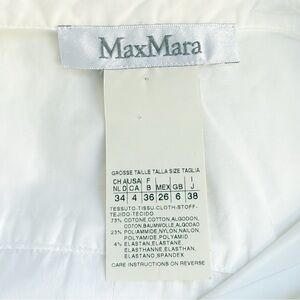 MaxMara
GROSSE TAILLE TALLA SIZE TAGLIA
CH AUSA F I
NL D CA B MEX GB J
34 4 36 26 6 38
TESSUTO-TISSU-CLOTH-STOFF-
TEJIDO-TECIDO
73% COTONE,COTTON,ALGODON,
COTON,BAUMWOLLE,ALGODAO,
23% POLIAMMIDE,NYLON,NAILON,
POLYAMIDE,POLYAMID
4% ELASTAN,ELASTANE,
ELASTHANNE,ELASTHAN,
ELASTANO,SPANDEX
CARE INSTRUCTIONS ON REVERSE